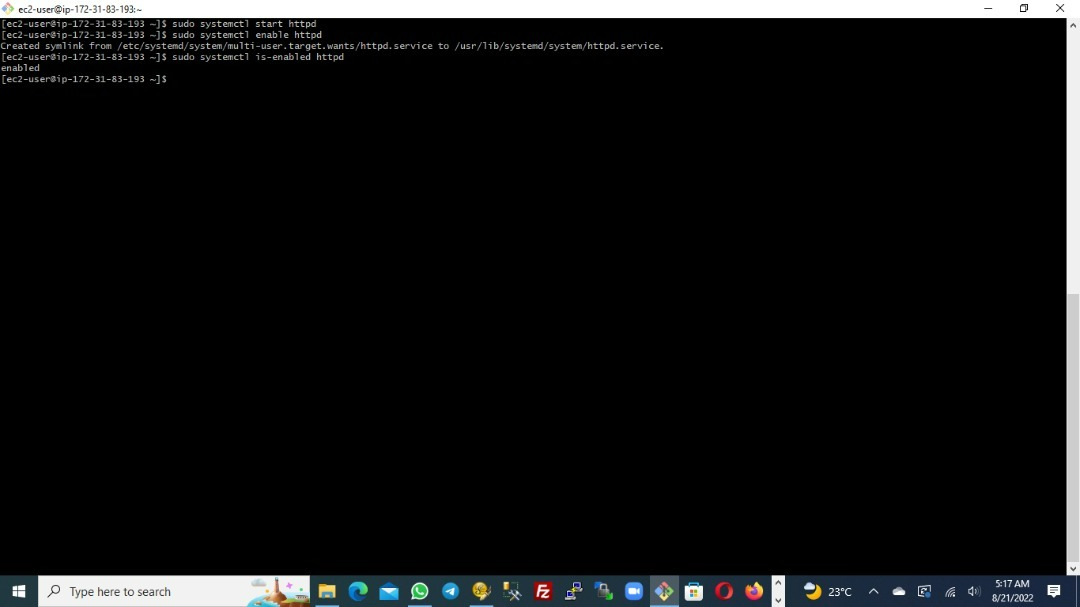 ec2-user@ip-172-31-83-193:~
[ec2-user@ip-172-31-83-193 ~]$ sudo systemctl start httpd
[ec2-user@ip-172-31-83-193 ~]$ sudo systemctl enable httpd
Created symlink from /etc/systemd/system/multi-user.target.wants/httpd.service to /usr/lib/systemd/system/httpd.service.
[ec2-user@ip-172-31-83-193 ~]$ sudo systemctl is-enabled httpd
enabled
[ec2-user@ip-172-31-83-193 ~]$
Type here to search
FZ
23°C
5:17 AM
8/21/2022